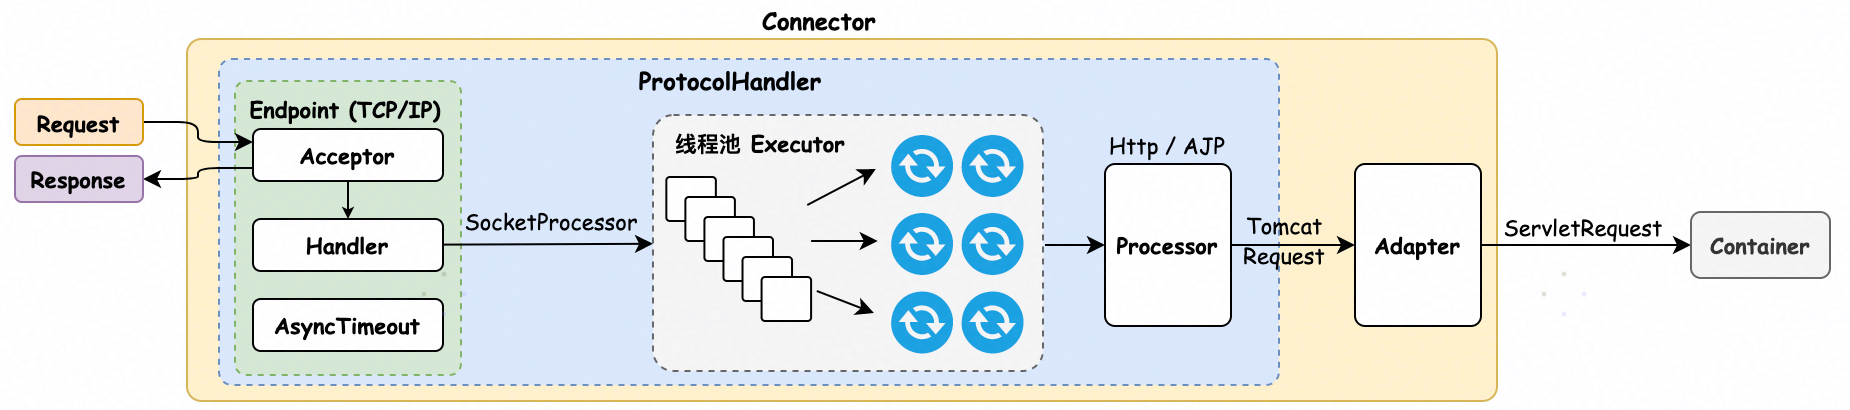 Connector
ProtocolHandler
Endpoint (TCP/IP)
Request
Response
Acceptor
Handler
AsyncTimeout
SocketProcessor
线程池 Executor
Http / AJP
Processor
Tomcat
Request
Adapter
ServletRequest
Container